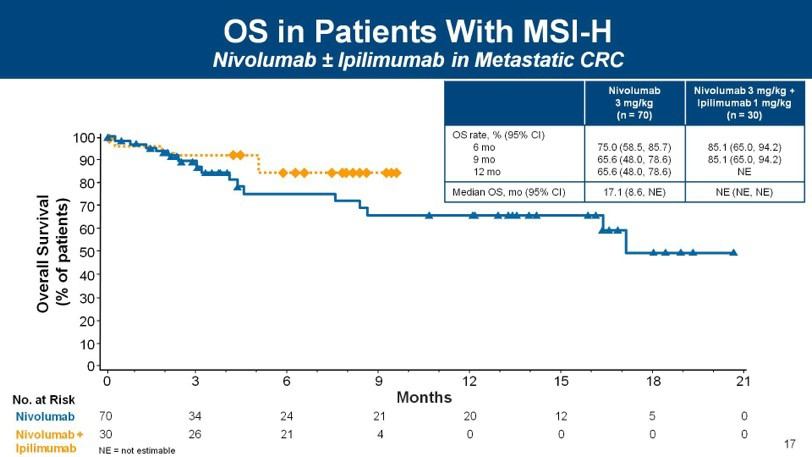 OS in Patients With MSI-H
Nivolumab ± Ipilimumab in Metastatic CRC
Nivolumab 3 mg/kg (n = 70) Nivolumab 3 mg/kg + Ipilimumab 1 mg/kg (n = 30)
OS rate, % (95% CI)
6 mo 75.0 (58.5, 85.7) 85.1 (65.0, 94.2)
9 mo 65.6 (48.0, 78.6) 85.1 (65.0, 94.2)
12 mo 65.6 (48.0, 78.6) NE
Median OS, mo (95% CI) 17.1 (8.6, NE) NE (NE, NE)
Overall Survival
(% of patients)
100
90
80
70
60
50
40
30
20
10
0
0 3 6 9 12 15 18 21
Months
No. at Risk
Nivolumab 70 34 24 21 20 12 5 0
Nivolumab + 30 26 21 4 0 0 0 0
Ipilimumab
NE = not estimable
17